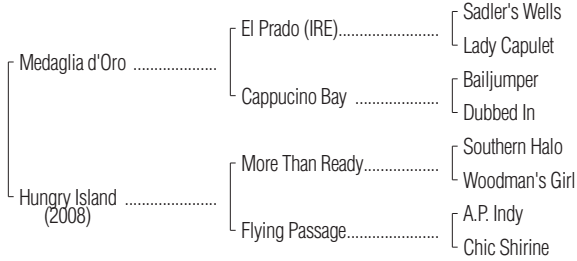 Sadler's Wells
El Prado (IRE)......................
Lady Capulet
Medaglia d'Oro ....................
Bailjumper
Cappucino Bay ....................
Dubbed In
Southern Halo
More Than Ready..................
Woodman's Girl
Hungry Island ......................
(2008)
A.P. Indy
Flying Passage......................
Chic Shirine